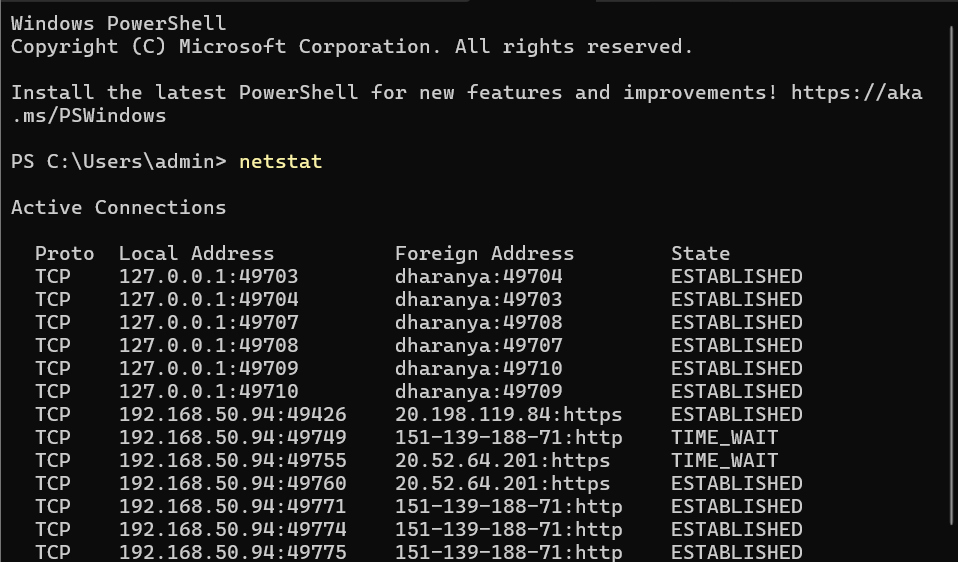 Windows PowerShell
Copyright (C) Microsoft Corporation. All rights reserved.
Install the latest PowerShell for new features and improvements! https://aka
.ms/PSWindows
PS C:\Users\admin> netstat
Active Connections
  Proto  Local Address          Foreign Address        State
  TCP    127.0.0.1:49703        dharanya:49704         ESTABLISHED
  TCP    127.0.0.1:49704        dharanya:49703         ESTABLISHED
  TCP    127.0.0.1:49707        dharanya:49708         ESTABLISHED
  TCP    127.0.0.1:49708        dharanya:49707         ESTABLISHED
  TCP    127.0.0.1:49709        dharanya:49710         ESTABLISHED
  TCP    127.0.0.1:49710        dharanya:49709         ESTABLISHED
  TCP    192.168.50.94:49426    20.198.119.84:https    ESTABLISHED
  TCP    192.168.50.94:49749    151-139-188-71:http    TIME_WAIT
  TCP    192.168.50.94:49755    20.52.64.201:https     TIME_WAIT
  TCP    192.168.50.94:49760    20.52.64.201:https     ESTABLISHED
  TCP    192.168.50.94:49771    151-139-188-71:http    ESTABLISHED
  TCP    192.168.50.94:49774    151-139-188-71:http    ESTABLISHED
  TCP    192.168.50.94:49775    151-139-188-71:http    ESTABLISHED